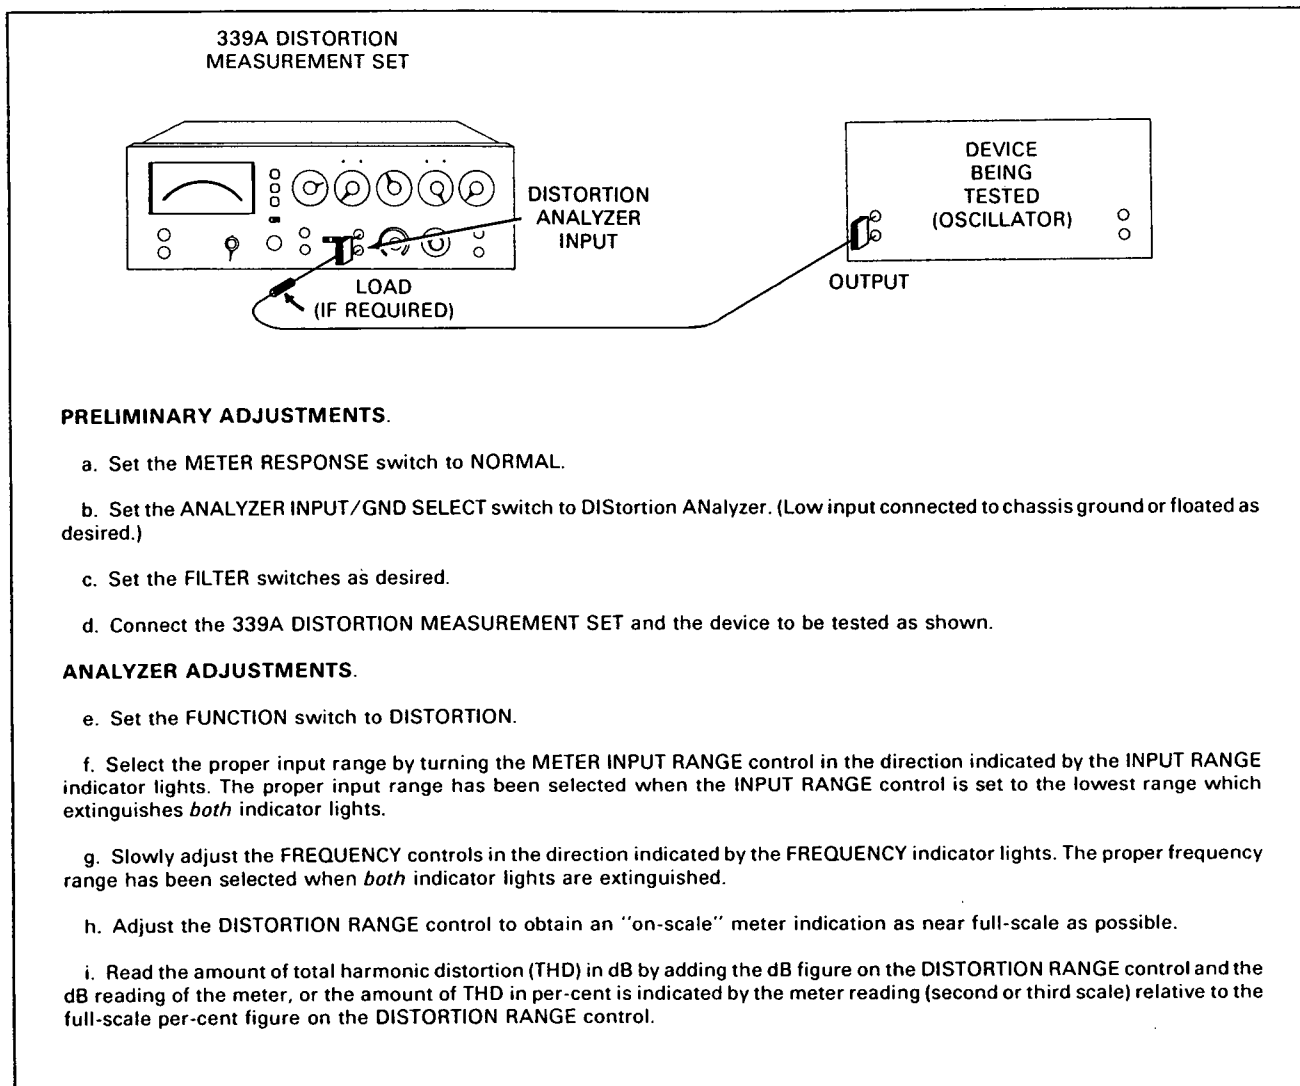 339A DISTORTION
MEASUREMENT SET
DISTORTION
ANALYZER
INPUT
LOAD
(IF REQUIRED)
DEVICE
BEING
TESTED
(OSCILLATOR)
OUTPUT
PRELIMINARY ADJUSTMENTS.
a. Set the METER RESPONSE switch to NORMAL.
b. Set the ANALYZER INPUT/GND SELECT switch to DIStortion ANalyzer. (Low input connected to chassis ground or floated as
desired.)
c. Set the FILTER switches as desired.
d. Connect the 339A DISTORTION MEASUREMENT SET and the device to be tested as shown.
ANALYZER ADJUSTMENTS.
e. Set the FUNCTION switch to DISTORTION.
f. Select the proper input range by turning the METER INPUT RANGE control in the direction indicated by the INPUT RANGE
indicator lights. The proper input range has been selected when the INPUT RANGE control is set to the lowest range which
extinguishes both indicator lights.
g. Slowly adjust the FREQUENCY controls in the direction indicated by the FREQUENCY indicator lights. The proper frequency
range has been selected when both indicator lights are extinguished.
h. Adjust the DISTORTION RANGE control to obtain an "on-scale" meter indication as near full-scale as possible.
i. Read the amount of total harmonic distortion (THD) in dB by adding the dB figure on the DISTORTION RANGE control and the
dB reading of the meter, or the amount of THD in per-cent is indicated by the meter reading (second or third scale) relative to the
full-scale per-cent figure on the DISTORTION RANGE control.